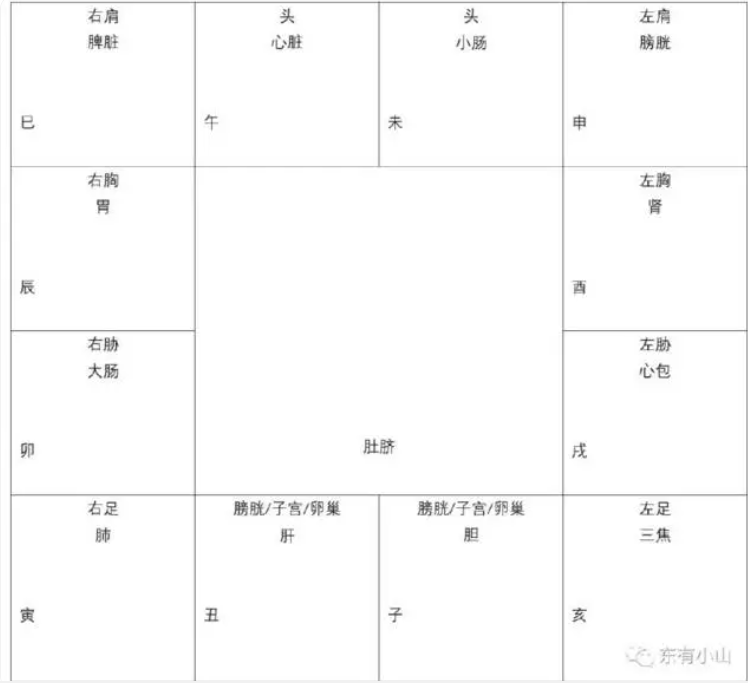 右肩
脾脏
巳
头
心脏
午
头
小肠
未
左肩
膀胱
申
右胸
胃
辰
左胸
肾
酉
右胁
大肠
卯
肚脐
左胁
心包
戌
右足
肺
寅
膀胱/子宫/卵巢
肝
丑
膀胱/子宫/卵巢
胆
子
左足
三焦
亥
东有小山